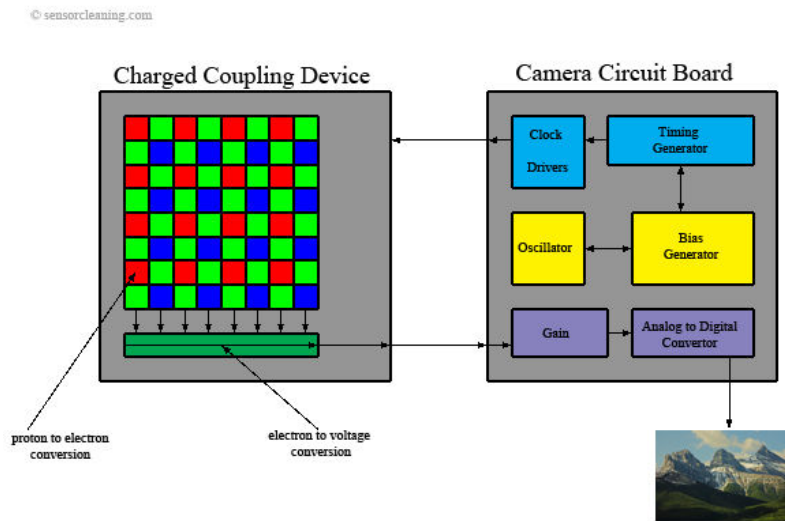 © sensorcleaning.com
Charged Coupling Device
Camera Circuit Board
Clock
Drivers
Timing
Generator
Oscillator
Bias
Generator
Gain
Analog to Digital
Convertor
proton to electron
conversion
electron to voltage
conversion